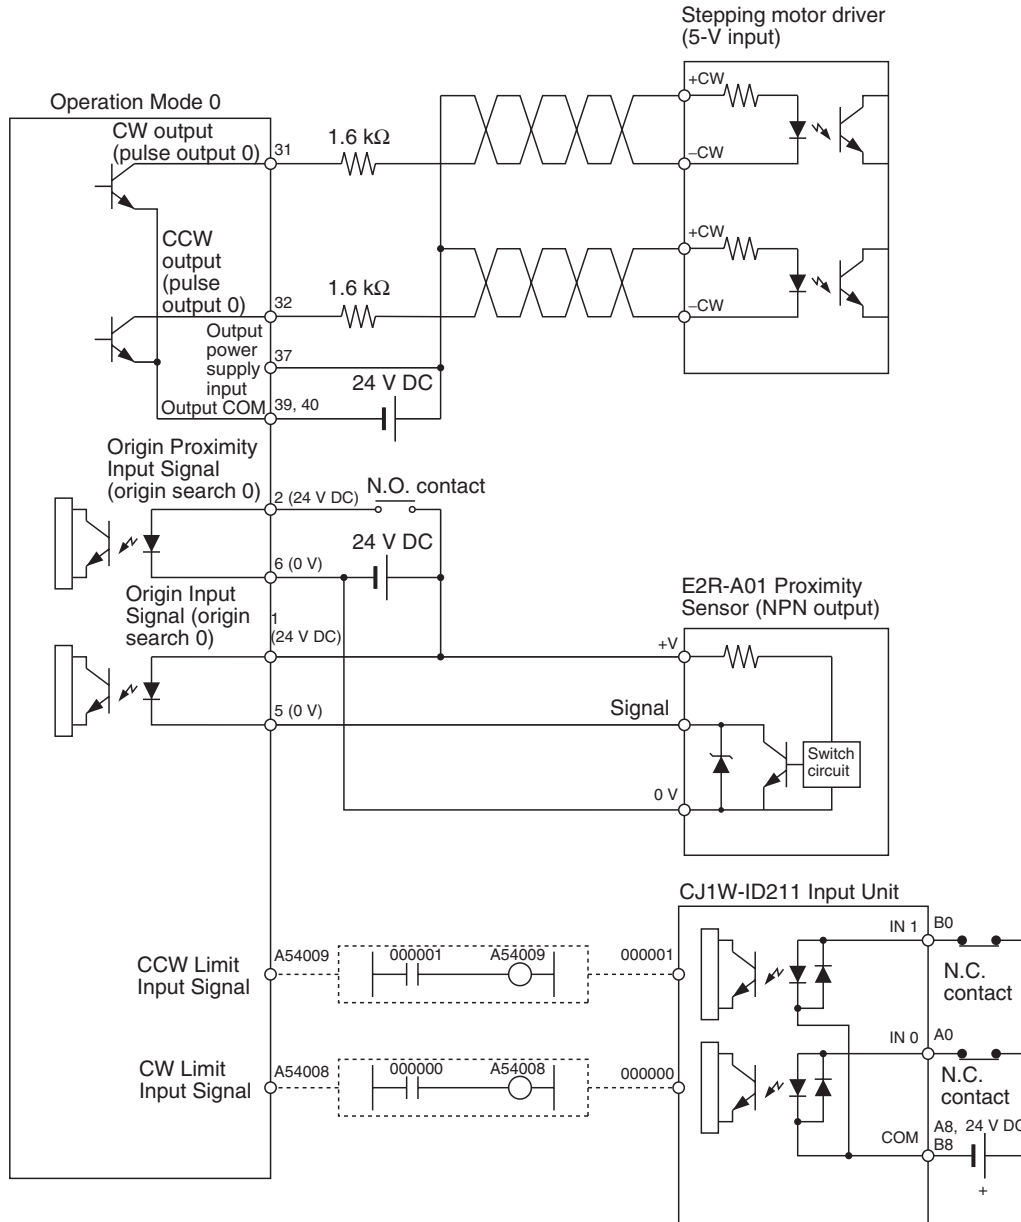 Stepping motor driver
(5-V input)
Operation Mode 0
CW output
(pulse output 0)
31
1.6 kΩ
+CW
–CW
CCW
output
(pulse
output 0)
32
1.6 kΩ
+CW
–CW
Output
power
supply
input
37
24 V DC
Output COM
39, 40
Origin Proximity
Input Signal
(origin search 0)
2 (24 V DC)
N.O. contact
24 V DC
6 (0 V)
Origin Input
Signal (origin
search 0)
1
(24 V DC)
5 (0 V)
E2R-A01 Proximity
Sensor (NPN output)
+V
Signal
Switch
circuit
0 V
CJ1W-ID211 Input Unit
CCW Limit
Input Signal
A54009
000001
A54009
000001
IN 1
B0
N.C.
contact
CW Limit
Input Signal
A54008
000000
A54008
000000
IN 0
A0
N.C.
contact
COM
A8,
B8
24 V DC
+